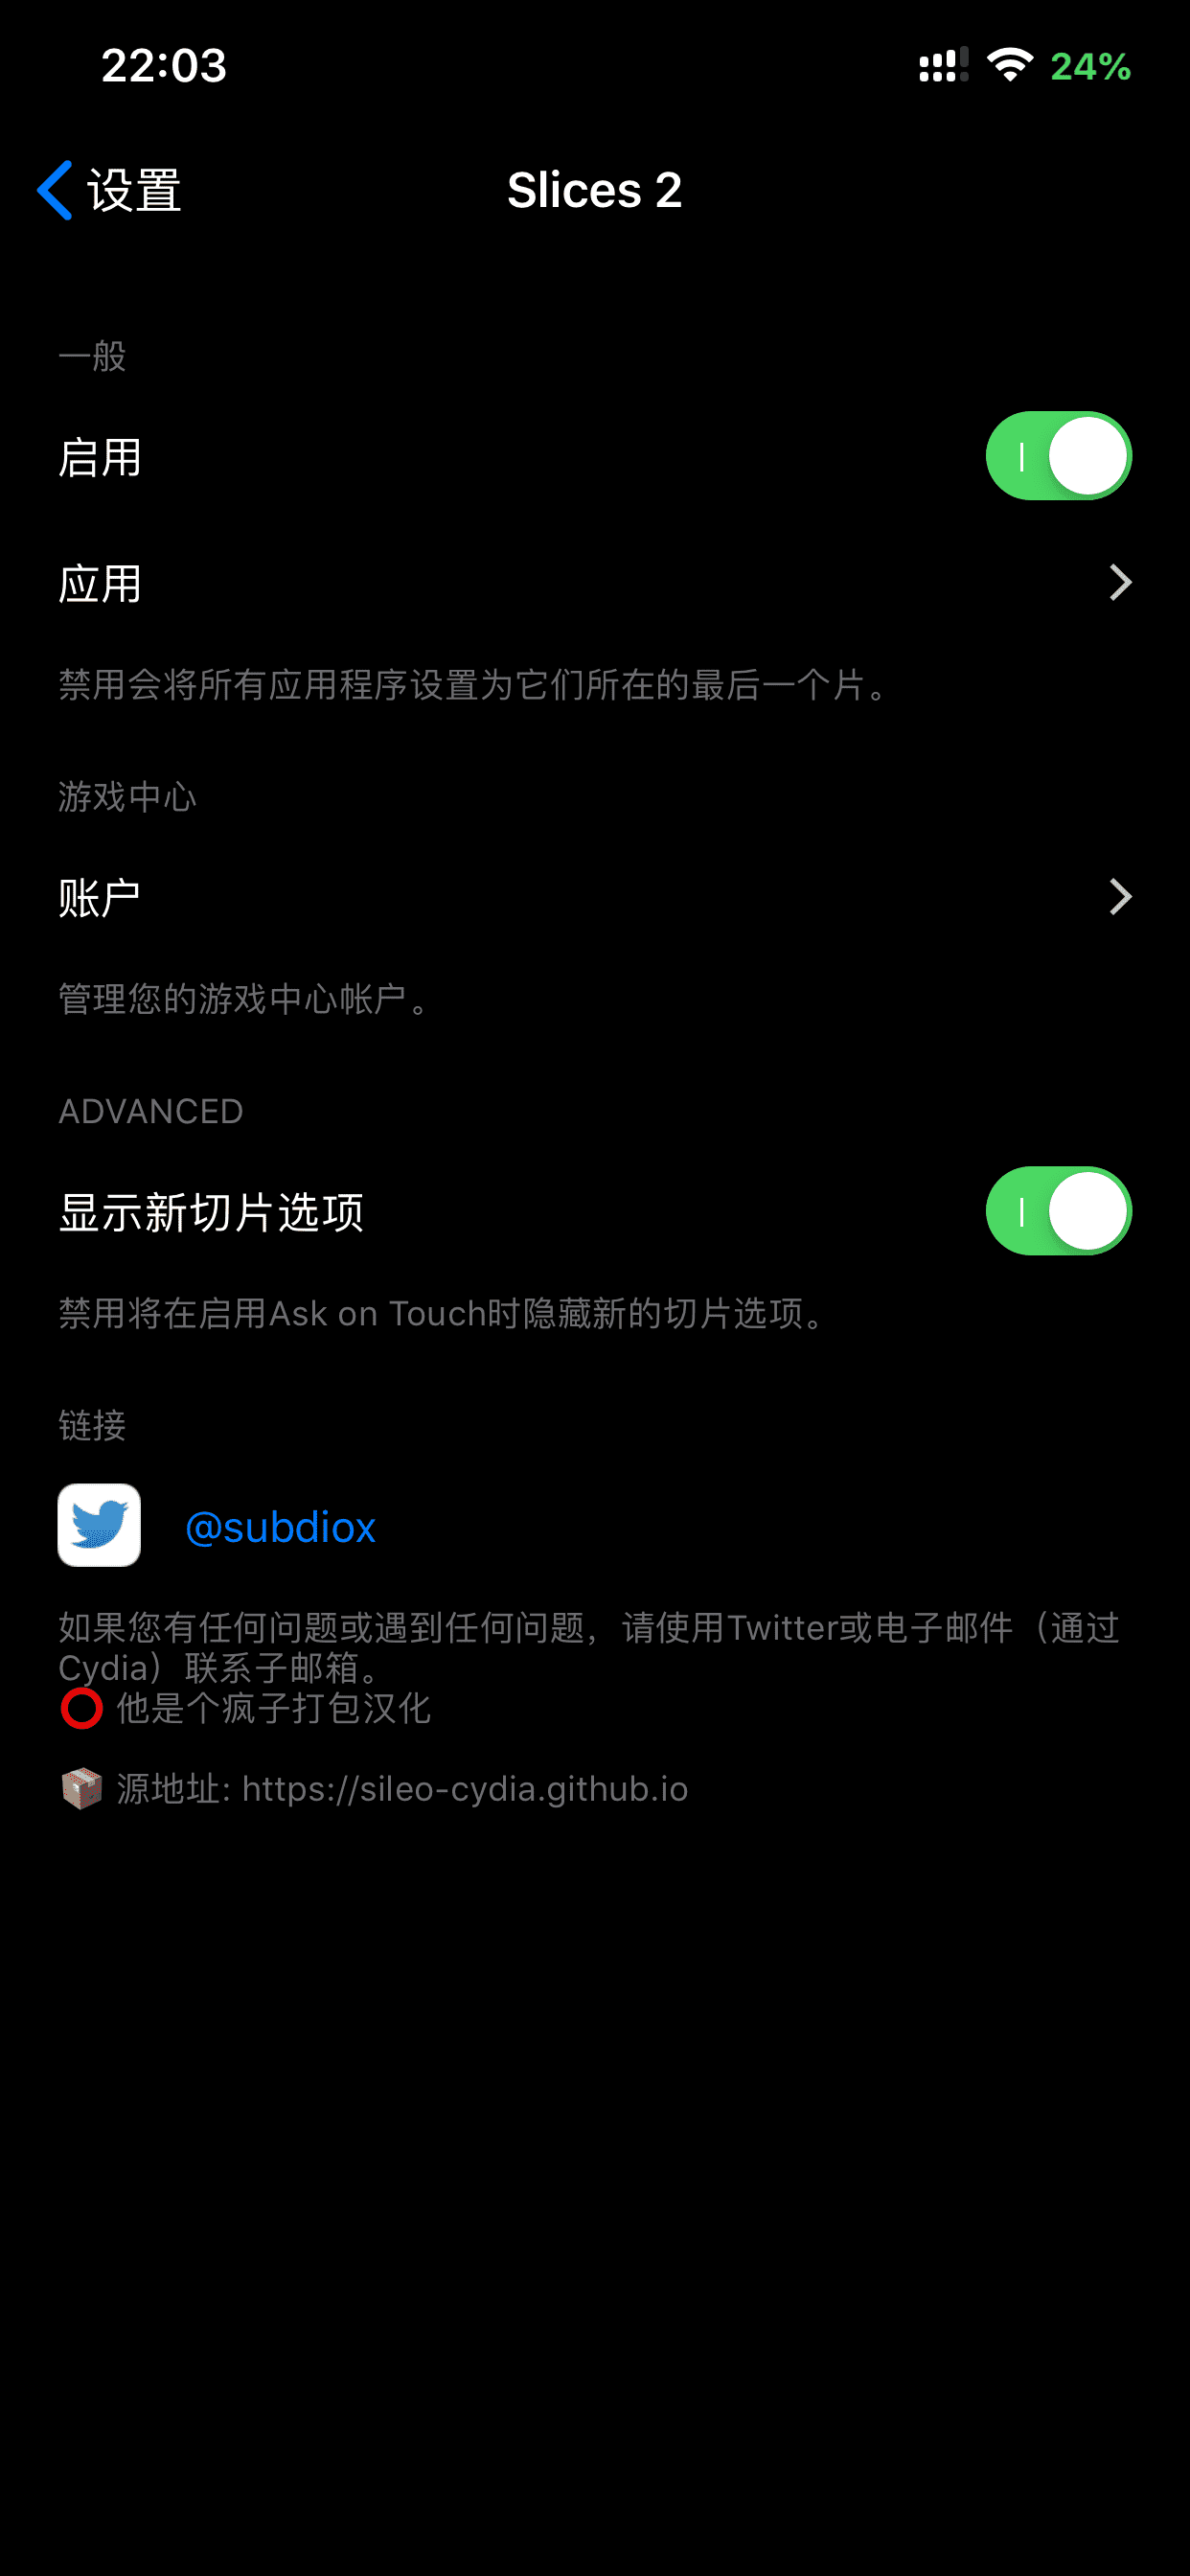 22:03
24%
设置
Slices 2
一般
启用
应用
禁用会将所有应用程序设置为它们所在的最后一个片。
游戏中心
账户
管理您的游戏中心帐户。
ADVANCED
显示新切片选项
禁用将在启用Ask on Touch时隐藏新的切片选项。
链接
@subdiox
如果您有任何问题或遇到任何问题，请使用Twitter或电子邮件（通过
Cydia）联系子邮箱。
⭕ 他是个疯子打包汉化
📦 源地址: https://sileo-cydia.github.io